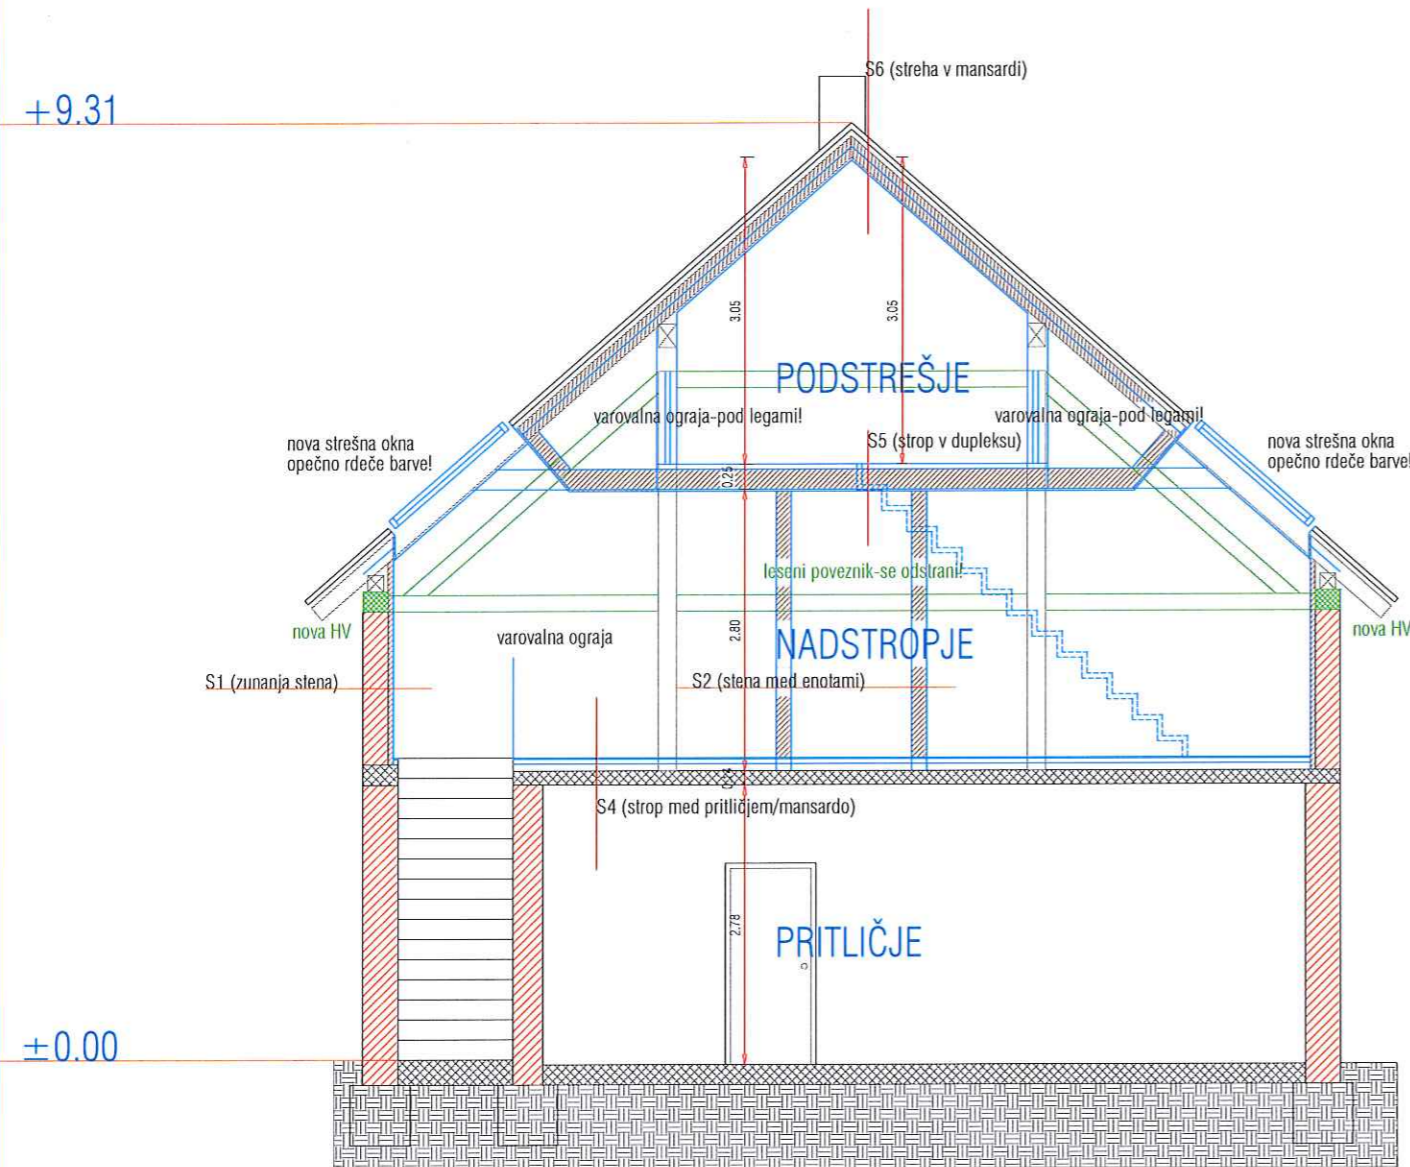 S6 (streha v mansardi)
+9.31
3.05
3.05
PODSTREŠJE
varovalna ograja-pod legami!
varovalna ograja-pod legami!
nova strešna okna
opečno rdeče barve!
S5 (strop v dupleksu)
nova strešna okna
opečno rdeče barve!
0.25
leseni poveznik-se odstrani!
nova HV
varovalna ograja
2.80
NADSTROPJE
nova HV
S1 (zunanja stena)
S2 (stena med enotami)
S4 (strop med pritličjem/mansardo)
2.78
PRITLIČJE
±0.00